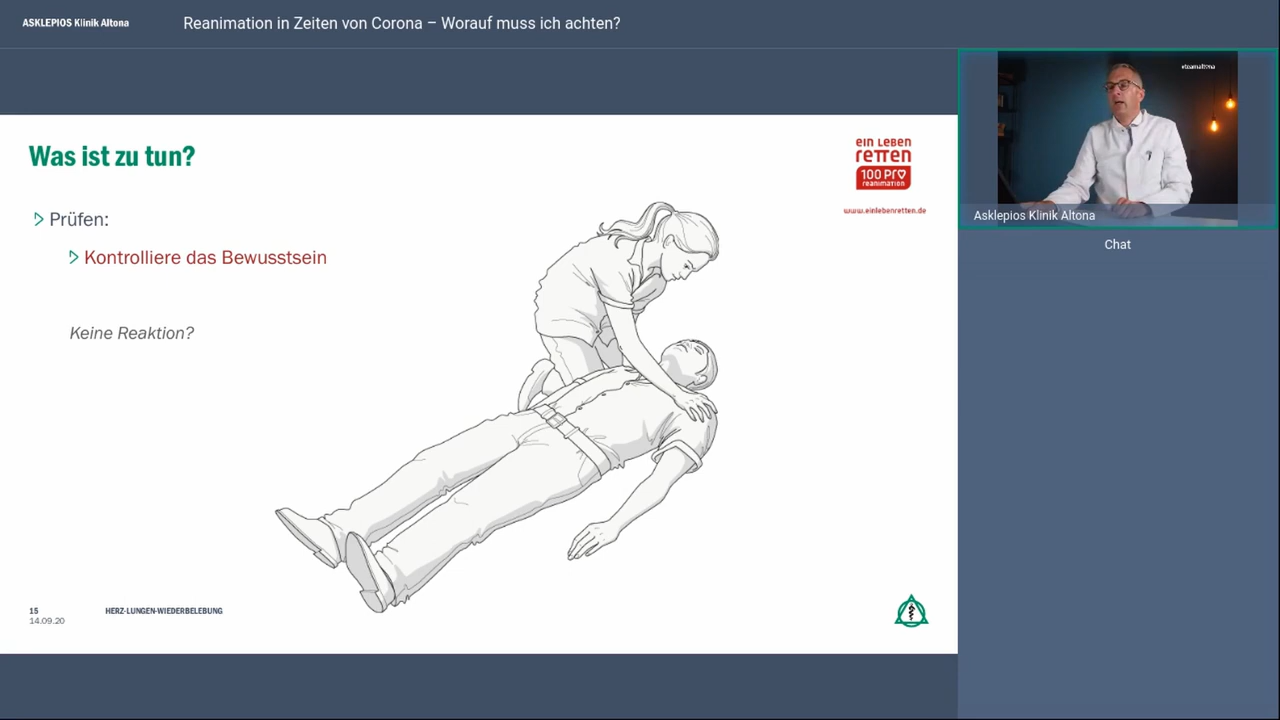 ASKLEPIOS Klinik Altona
Reanimation in Zeiten von Corona – Worauf muss ich achten?
#teamaltona
Asklepios Klinik Altona
Chat
Was ist zu tun?
EIN LEBEN
RETTEN
100 PRO
reanimation
www.einlebenretten.de
Prüfen:
Kontrolliere das Bewusstsein
Keine Reaktion?
15
HERZ-LUNGEN-WIEDERBELEBUNG
14.09.20